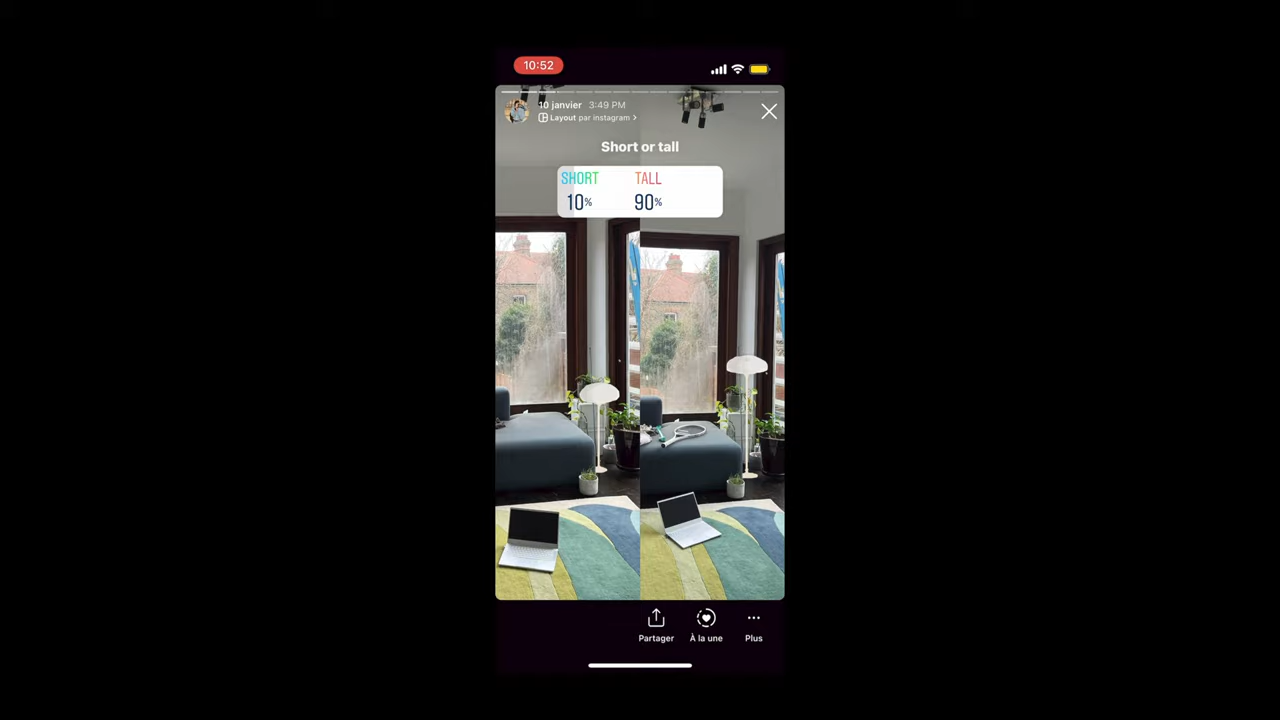 10:52
10 janvier 3:49 PM
Layout par instagram >
Short or tall
SHORT TALL
10% 90%
Partager À la une Plus